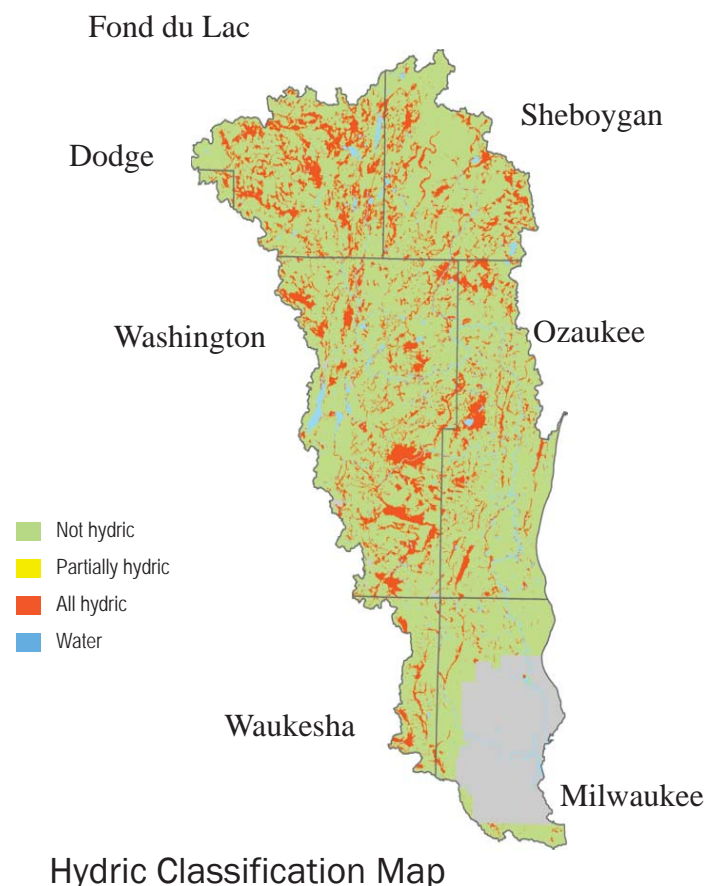 Fond du Lac
Sheboygan
Dodge
Washington
Ozaukee
Not hydric
Partially hydric
All hydric
Water
Waukesha
Milwaukee
Hydric Classification Map